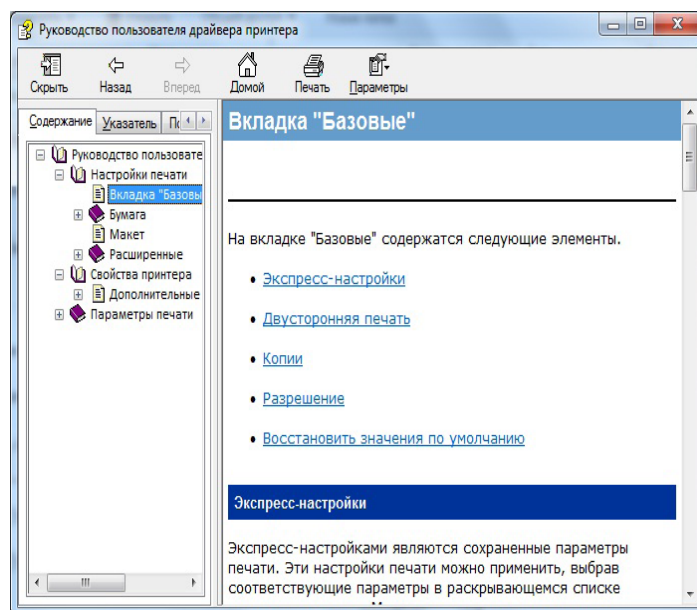 Руководство пользователя драйвера принтера
Скрыть Назад Вперед Домой Печать Параметры
Содержание Указатель
Руководство пользовате
Настройки печати
Вкладка "Базовы
Бумага
Макет
Расширенные
Свойства принтера
Дополнительные
Параметры печати
Вкладка "Базовые"
На вкладке "Базовые" содержатся следующие элементы.
• Экспресс-настройки
• Двусторонняя печать
• Копии
• Разрешение
• Восстановить значения по умолчанию
Экспресс-настройки
Экспресс-настройками являются сохраненные параметры
печати. Эти настройки печати можно применить, выбрав
соответствующие параметры в раскрывающемся списке